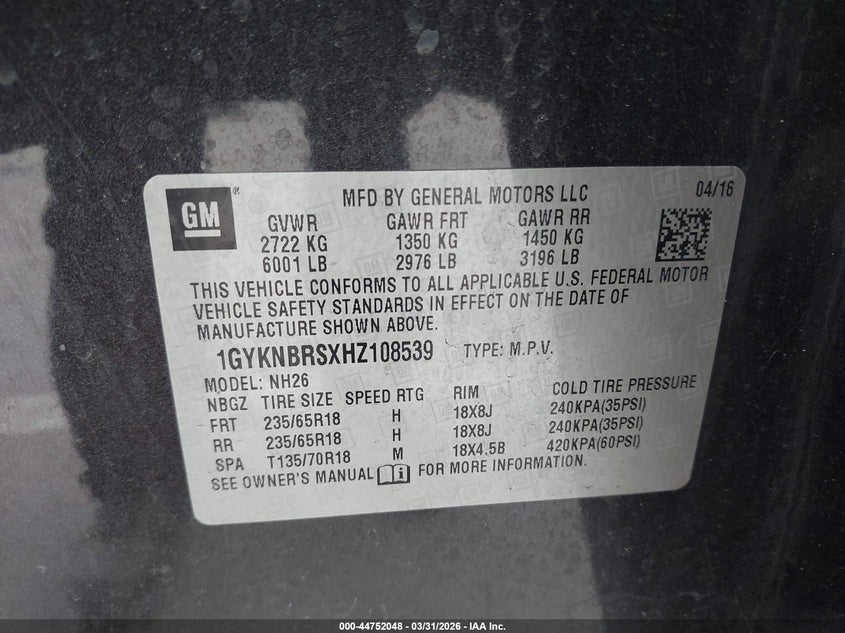 GM ®
MFD BY GENERAL MOTORS LLC
04/16
GVWR GAWR FRT GAWR RR
2722 KG 1350 KG 1450 KG
6001 LB 2976 LB 3196 LB
THIS VEHICLE CONFORMS TO ALL APPLICABLE U.S. FEDERAL MOTOR
VEHICLE SAFETY STANDARDS IN EFFECT ON THE DATE OF
MANUFACTURE SHOWN ABOVE.
1GYKNBRSXHZ108539 TYPE: M.P.V.
MODEL: NH26
NBGZ TIRE SIZE SPEED RTG RIM COLD TIRE PRESSURE
FRT 235/65R18 H 18X8J 240KPA(35PSI)
RR 235/65R18 H 18X8J 240KPA(35PSI)
SPA T135/70R18 M 18X4.5B 420KPA(60PSI)
SEE OWNER'S MANUAL FOR MORE INFORMATION.
000-44752048 - 03/31/2026 - IAA Inc.